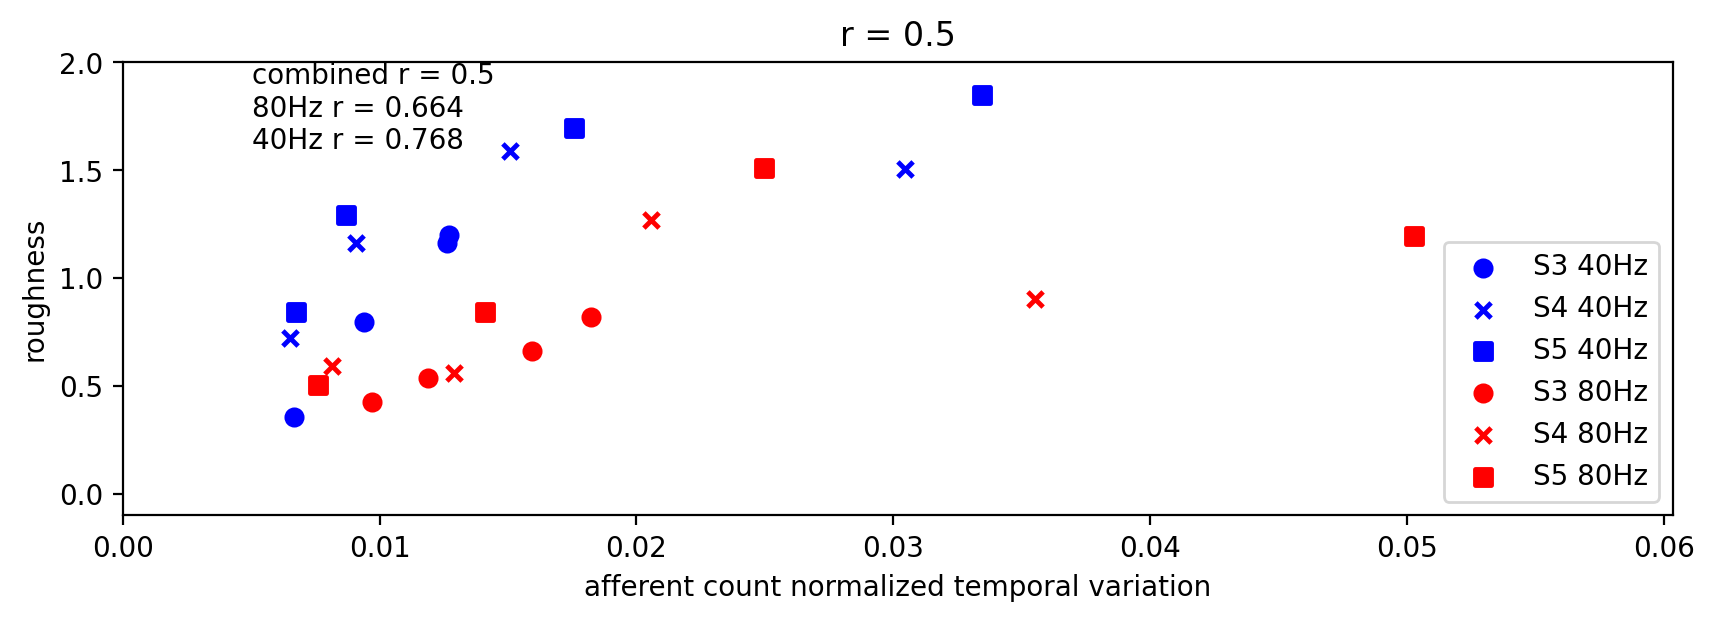 r = 0.5
combined r = 0.5
80Hz r = 0.664
40Hz r = 0.768
2.0
1.5
1.0
0.5
0.0
roughness
S3 40Hz
S4 40Hz
S5 40Hz
S3 80Hz
S4 80Hz
S5 80Hz
0.00 0.01 0.02 0.03 0.04 0.05 0.06
afferent count normalized temporal variation